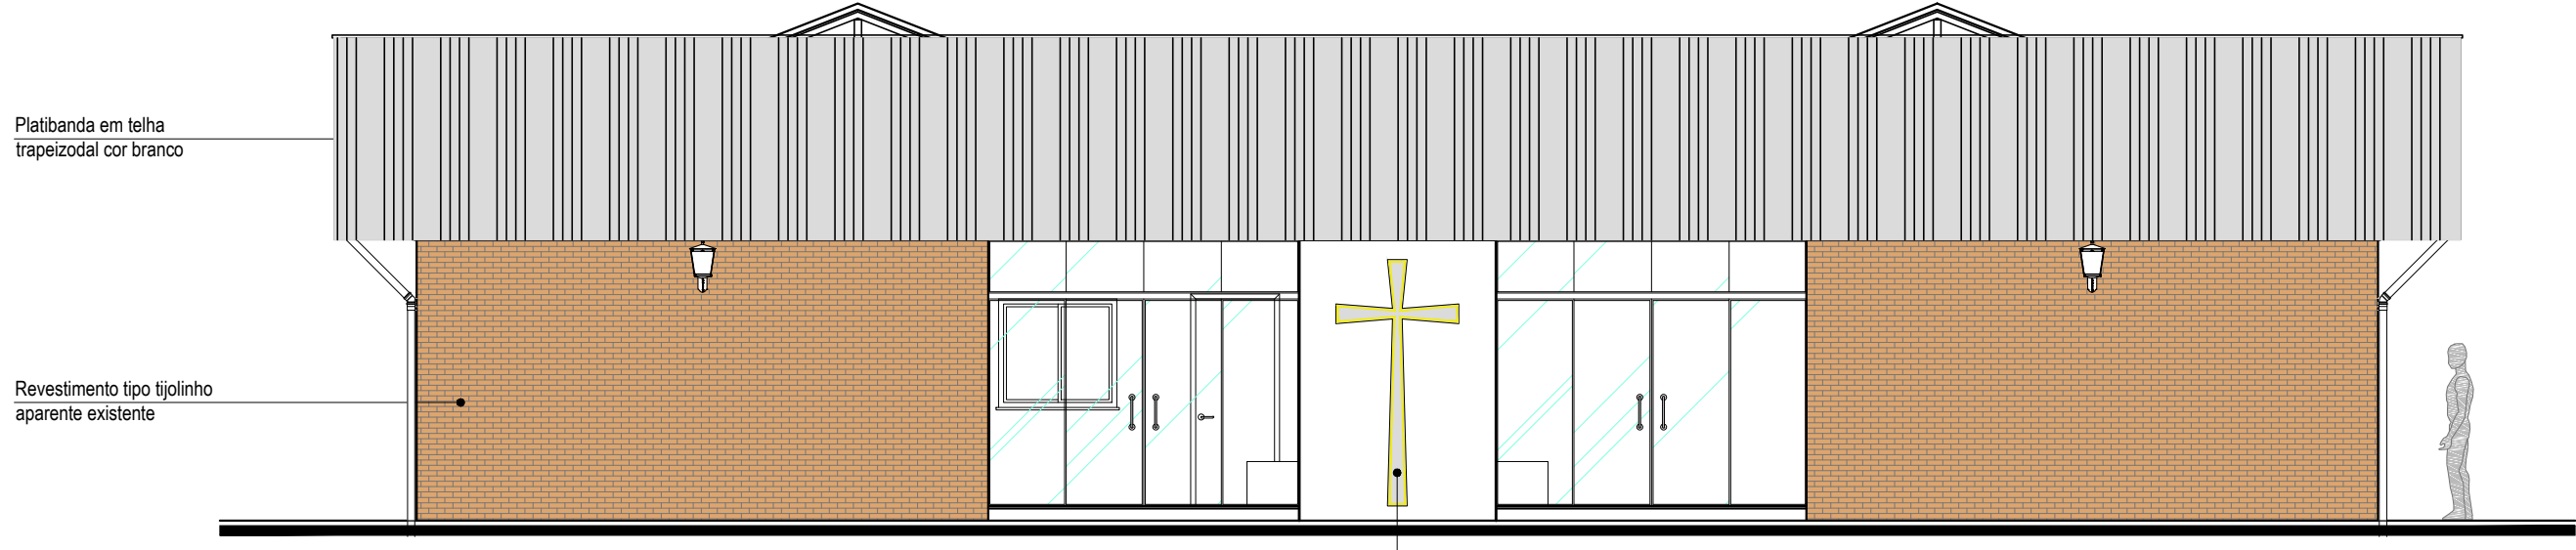 Platibanda em telha
trapeizodal cor branco
Revestimento tipo tijolinho
aparente existente